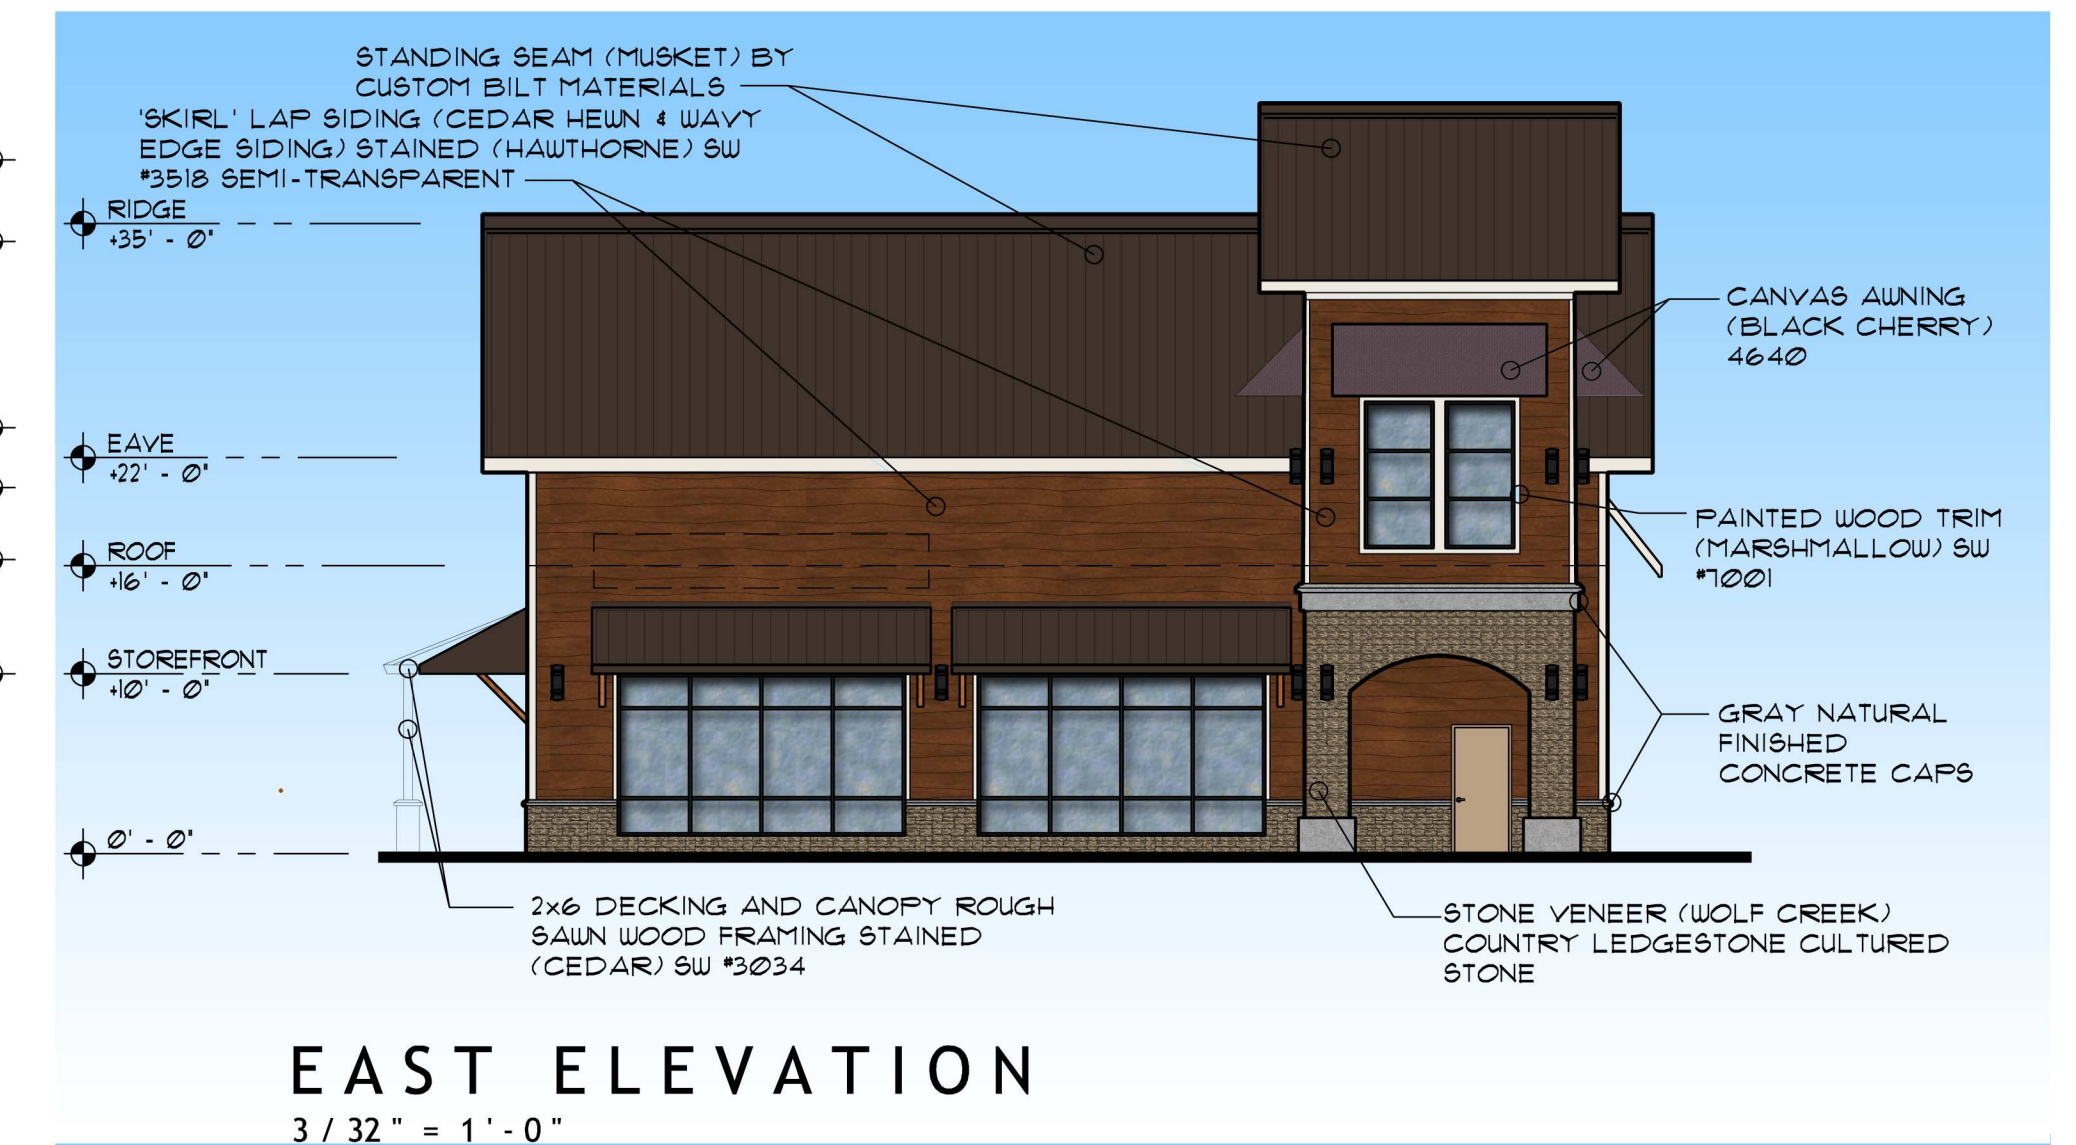 STANDING SEAM (MUSKET) BY
CUSTOM BILT MATERIALS
'SKIRL' LAP SIDING (CEDAR HEWN & WAVY
EDGE SIDING) STAINED (HAWTHORNE) SW
#3518 SEMI-TRANSPARENT
RIDGE
+35' - 0"
CANVAS AWNING
(BLACK CHERRY)
4640
EAVE
+22' - 0"
PAINTED WOOD TRIM
(MARSHMALLOW) SW
#7001
ROOF
+16' - 0"
STOREFRONT
+10' - 0"
GRAY NATURAL
FINISHED
CONCRETE CAPS
0' - 0"
2x6 DECKING AND CANOPY ROUGH
SAWN WOOD FRAMING STAINED
(CEDAR) SW #3034
STONE VENEER (WOLF CREEK)
COUNTRY LEDGESTONE CULTURED
STONE
EAST ELEVATION
3/32" = 1'-0"